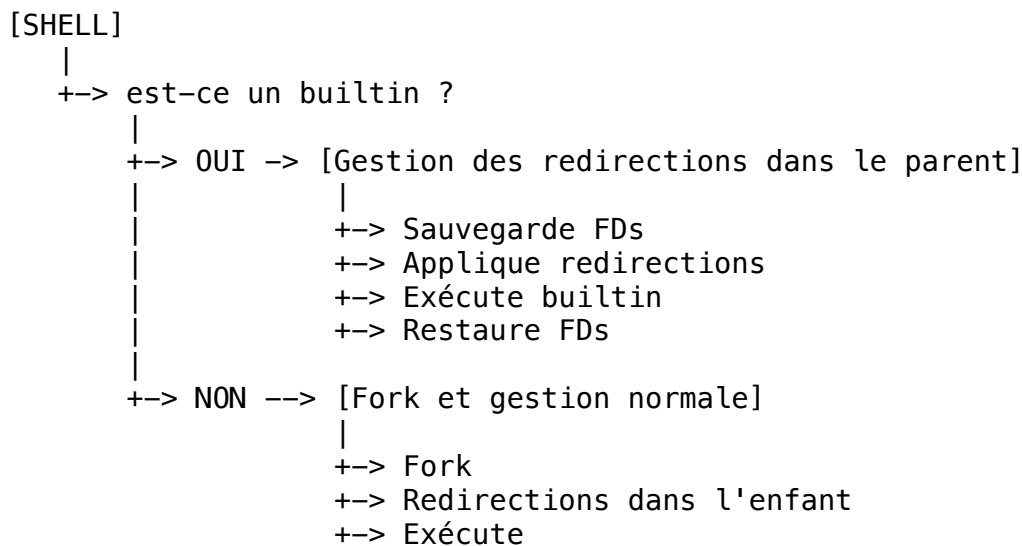 [SHELL]
   |
   +-> est-ce un builtin ?
        |
        +-> OUI -> [Gestion des redirections dans le parent]
        |            |
        |            +-> Sauvegarde FDs
        |            +-> Applique redirections
        |            +-> Exécute builtin
        |            +-> Restaure FDs
        |
        +-> NON --> [Fork et gestion normale]
                     |
                     +-> Fork
                     +-> Redirections dans l'enfant
                     +-> Exécute